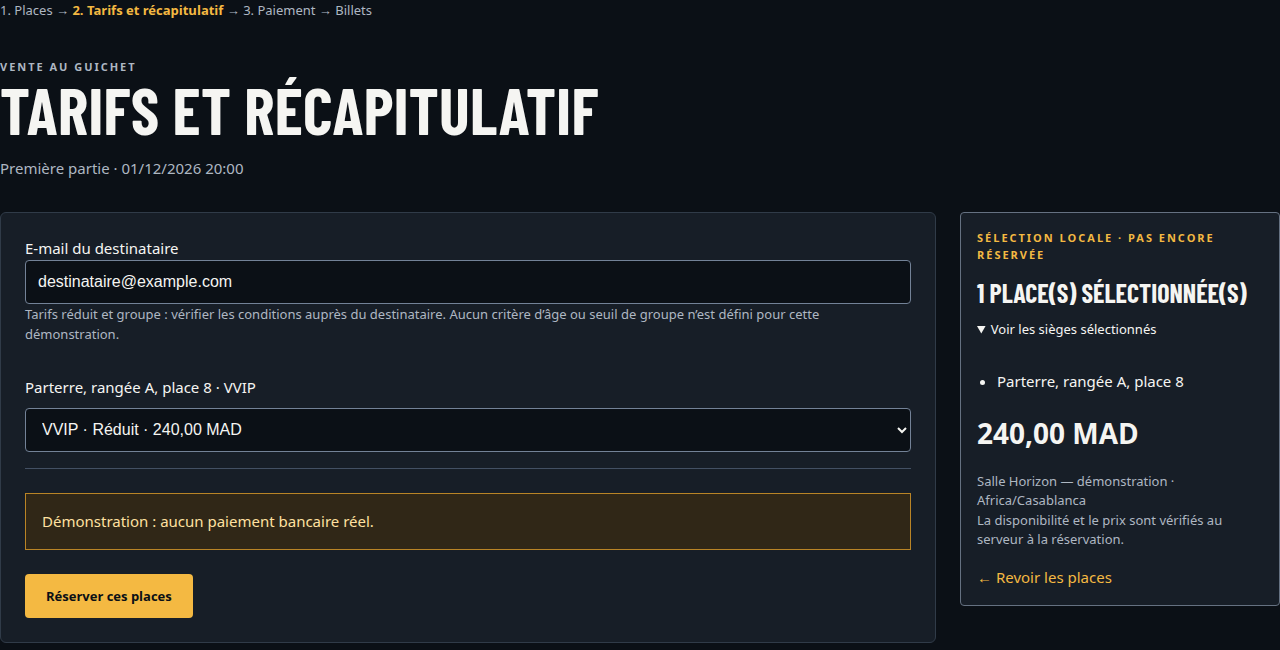 1. Places → 2. Tarifs et récapitulatif → 3. Paiement → Billets
VENTE AU GUICHET
TARIFS ET RÉCAPITULATIF
Première partie · 01/12/2026 20:00
E-mail du destinataire
destinataire@example.com
Tarifs réduit et groupe : vérifier les conditions auprès du destinataire. Aucun critère d’âge ou seuil de groupe n’est défini pour cette
démonstration.
Parterre, rangée A, place 8 · VVIP
VVIP · Réduit · 240,00 MAD
Démonstration : aucun paiement bancaire réel.
Réserver ces places
SÉLECTION LOCALE · PAS ENCORE
RÉSERVÉE
1 PLACE(S) SÉLECTIONNÉE(S)
▼ Voir les sièges sélectionnés
• Parterre, rangée A, place 8
240,00 MAD
Salle Horizon — démonstration ·
Africa/Casablanca
La disponibilité et le prix sont vérifiés au
serveur à la réservation.
← Revoir les places